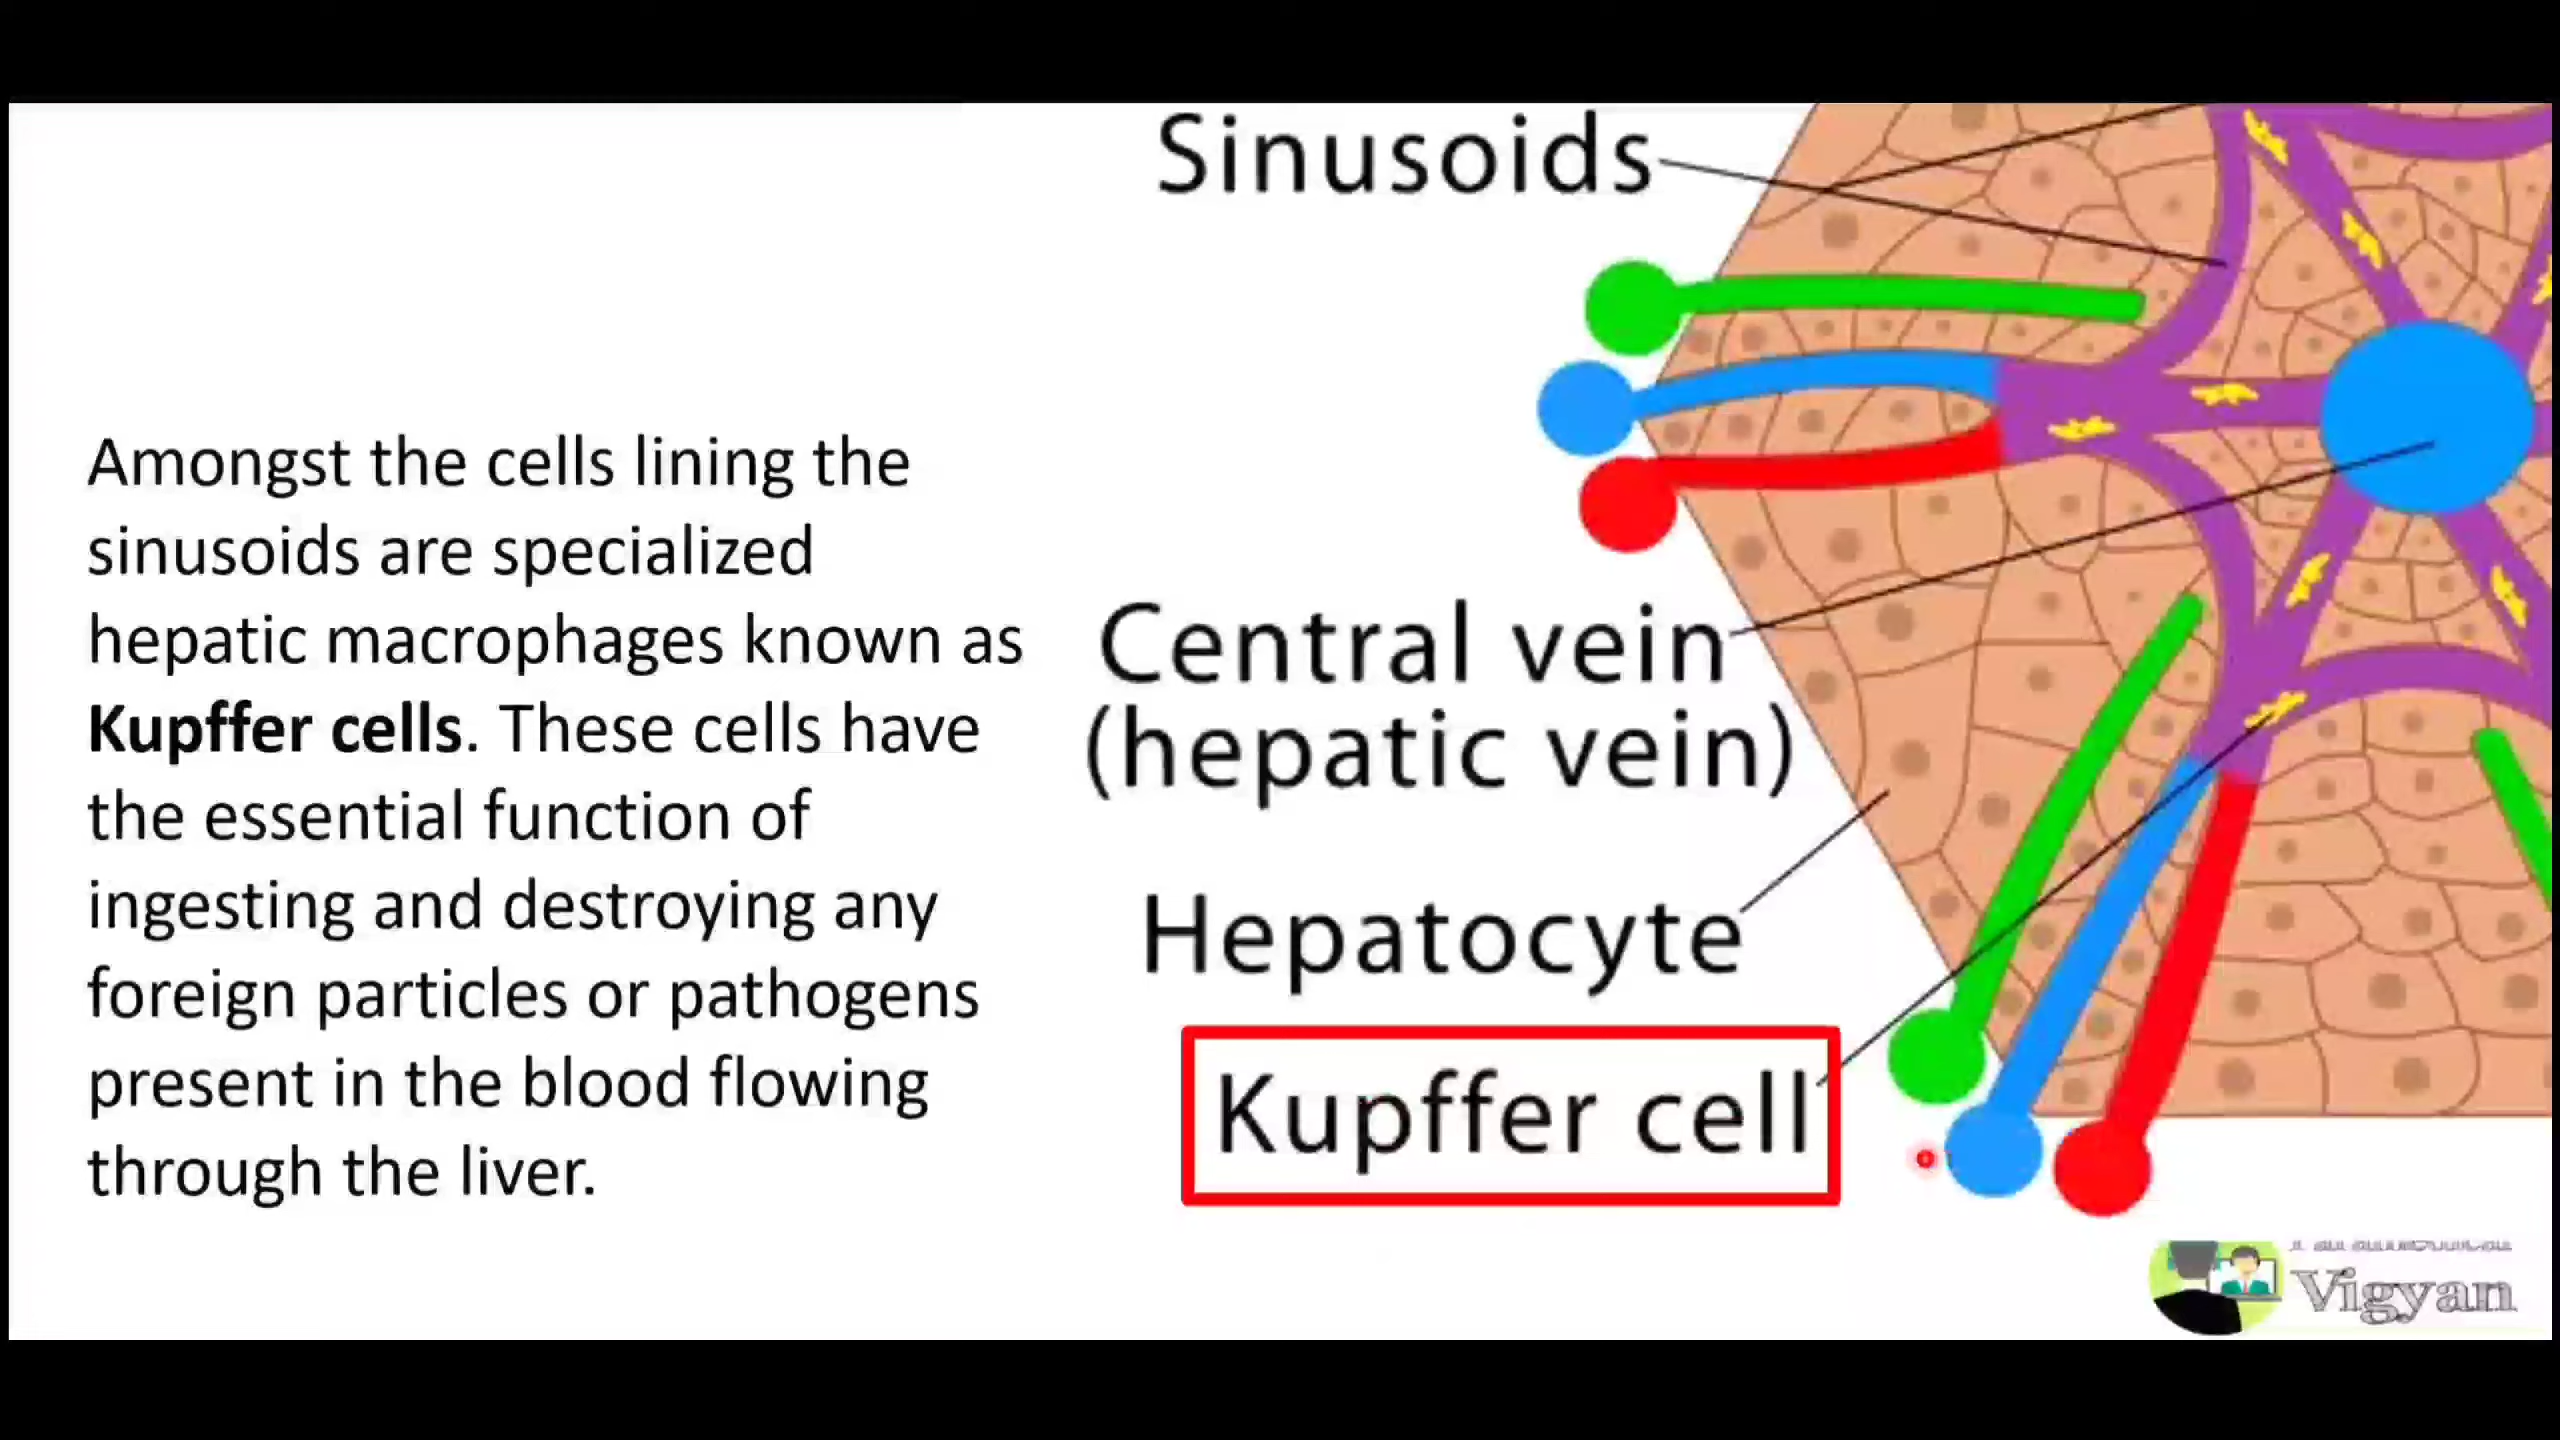 Amongst the cells lining the
sinusoids are specialized
hepatic macrophages known as
Kupffer cells. These cells have
the essential function of
ingesting and destroying any
foreign particles or pathogens
present in the blood flowing
through the liver.
Sinusoids
Central vein
(hepatic vein)
Hepatocyte
Kupffer cell
Vigyan